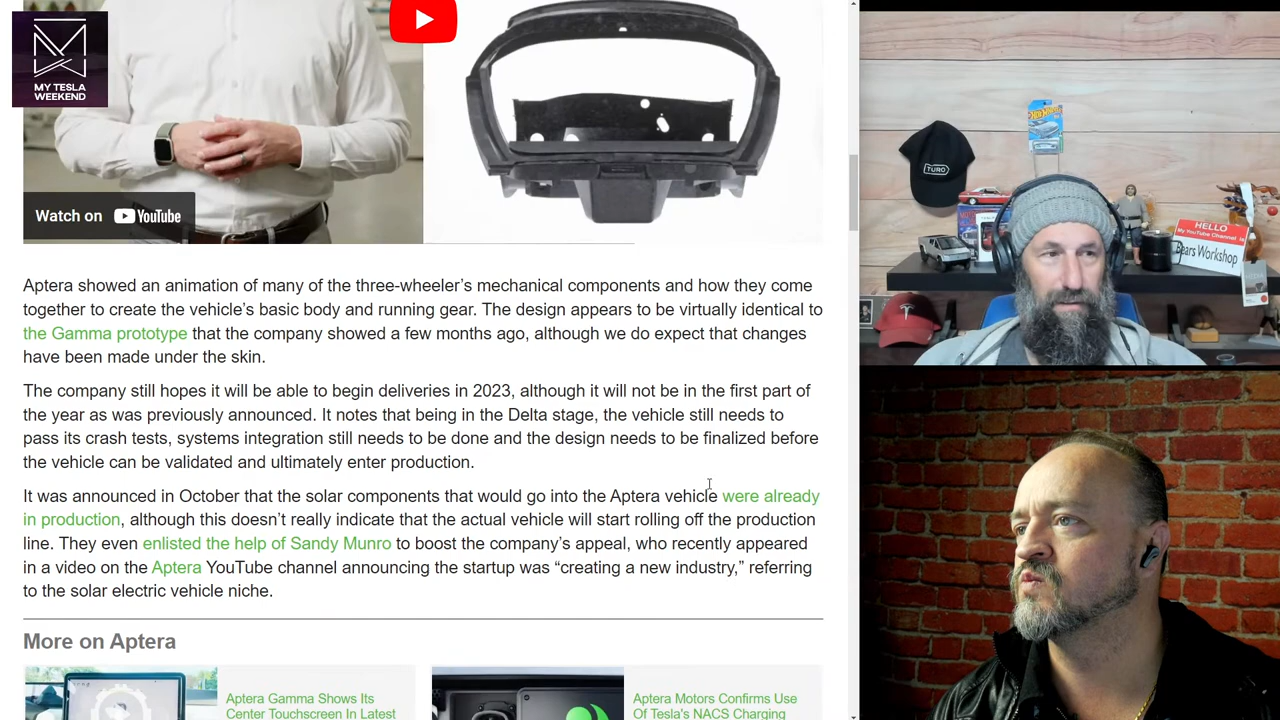 MY TESLA
WEEKEND
Watch on YouTube
Aptera showed an animation of many of the three-wheeler’s mechanical components and how they come
together to create the vehicle’s basic body and running gear. The design appears to be virtually identical to
the Gamma prototype that the company showed a few months ago, although we do expect that changes
have been made under the skin.
The company still hopes it will be able to begin deliveries in 2023, although it will not be in the first part of
the year as was previously announced. It notes that being in the Delta stage, the vehicle still needs to
pass its crash tests, systems integration still needs to be done and the design needs to be finalized before
the vehicle can be validated and ultimately enter production.
It was announced in October that the solar components that would go into the Aptera vehicle were already
in production, although this doesn’t really indicate that the actual vehicle will start rolling off the production
line. They even enlisted the help of Sandy Munro to boost the company’s appeal, who recently appeared
in a video on the Aptera YouTube channel announcing the startup was “creating a new industry,” referring
to the solar electric vehicle niche.
More on Aptera
Aptera Gamma Shows Its
Center Touchscreen In Latest
Aptera Motors Confirms Use
Of Tesla's NACS Charging
Hot Wheels
TURO
HELLO
My YouTube Channel is
Bears Workshop